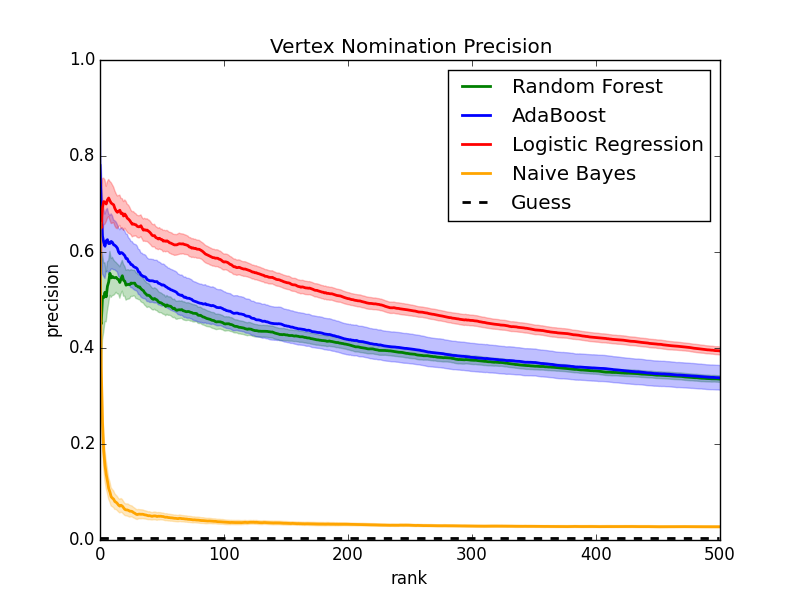 Vertex Nomination Precision
1.0
0.8
0.6
0.4
0.2
0.0
precision
Random Forest
AdaBoost
Logistic Regression
Naive Bayes
Guess
0 100 200 300 400 500
rank